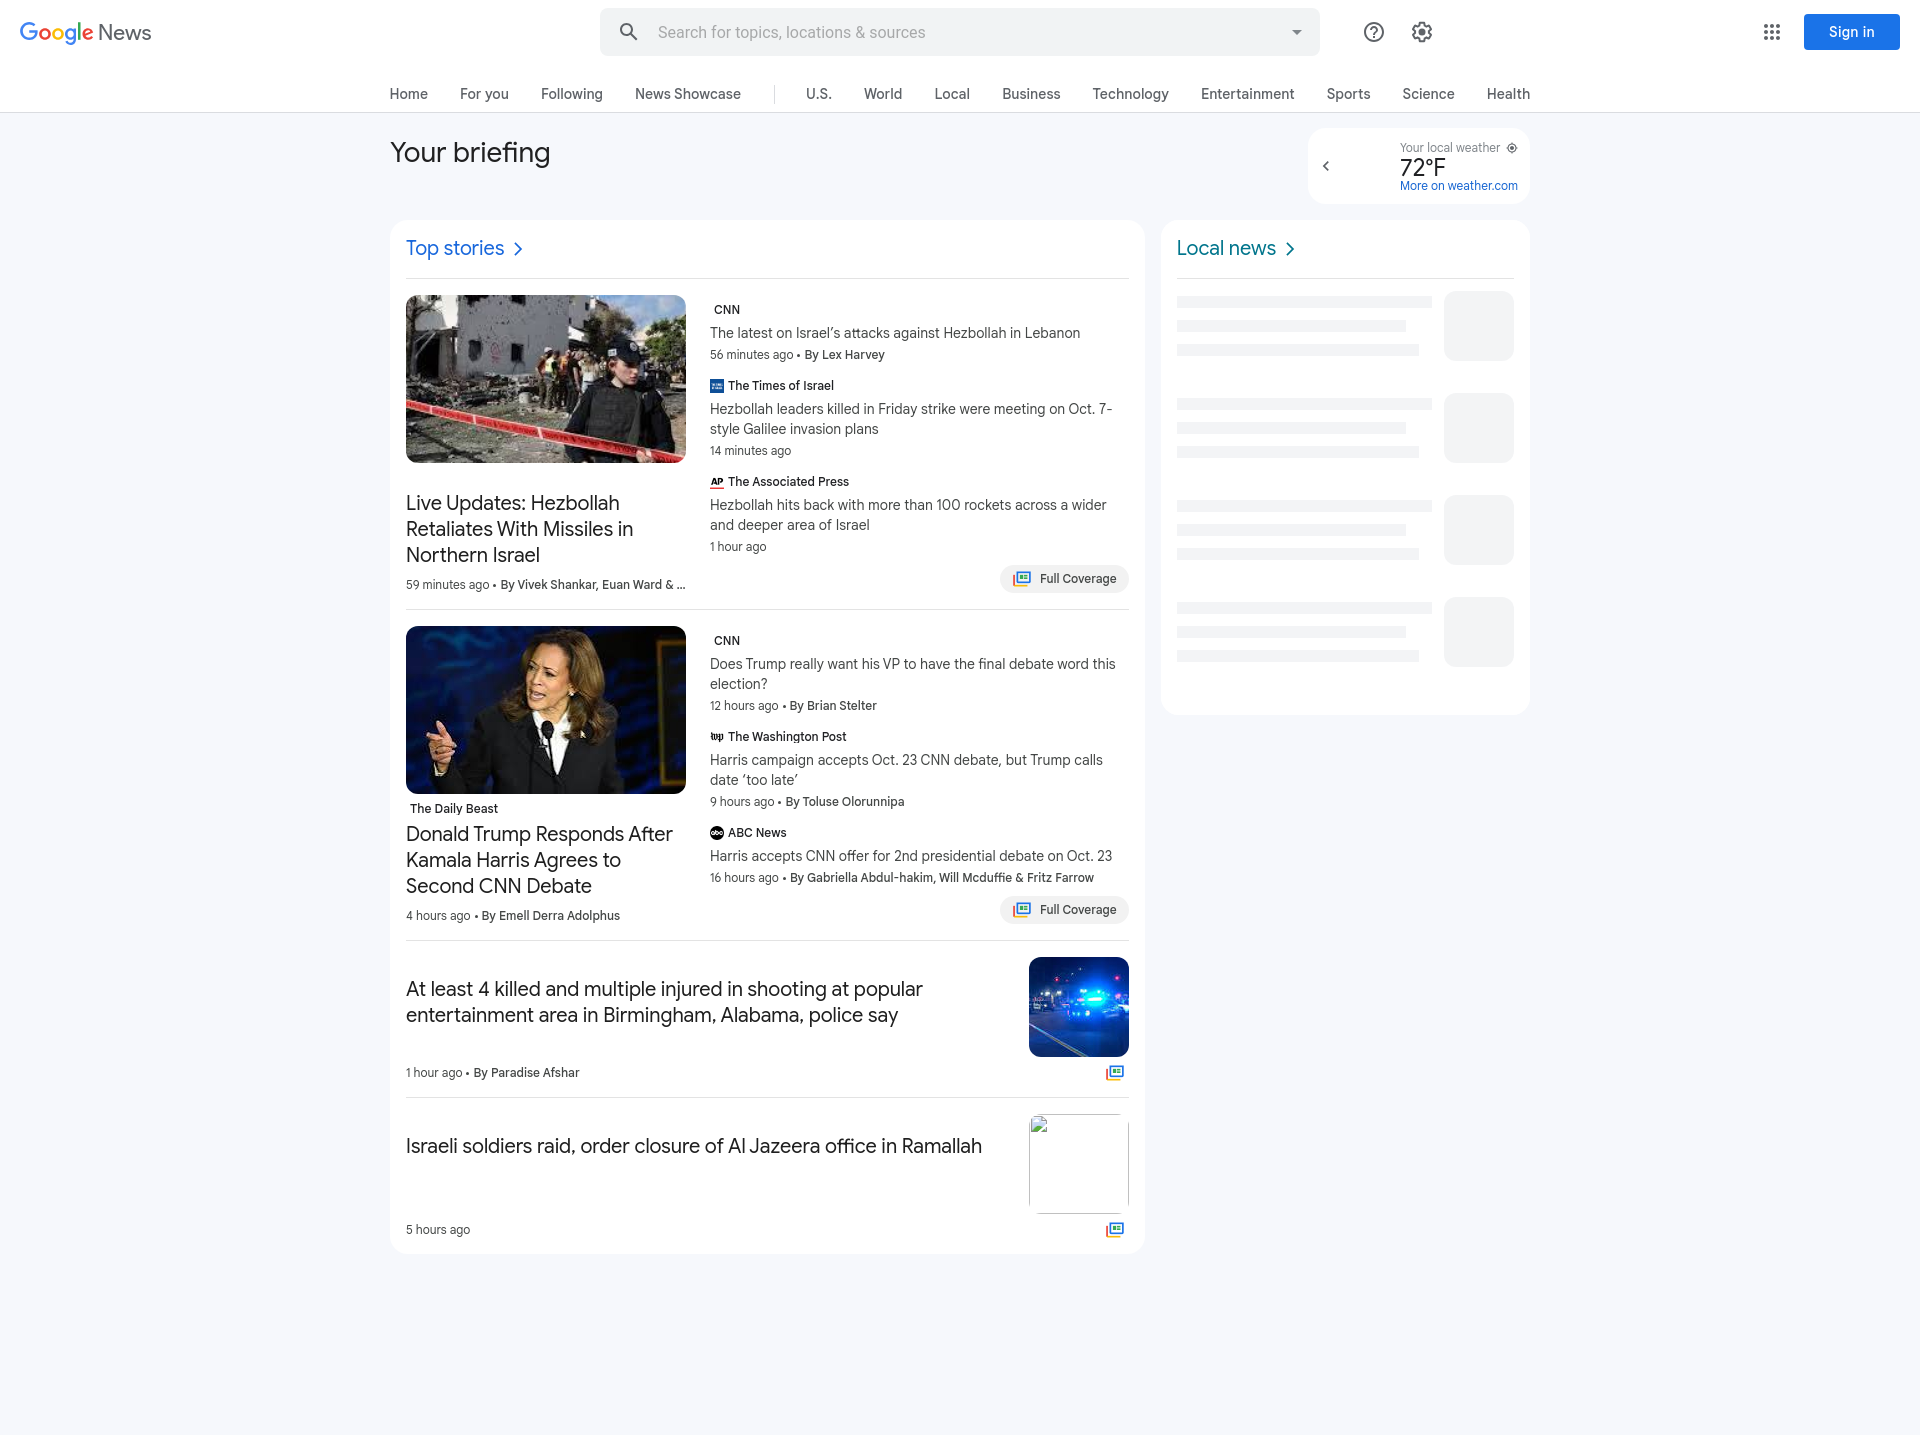 Google News
Search for topics, locations & sources
Sign in
Home
For you
Following
News Showcase
U.S.
World
Local
Business
Technology
Entertainment
Sports
Science
Health
Your briefing
Your local weather
72°F
More on weather.com
Top stories
Live Updates: Hezbollah
Retaliates With Missiles in
Northern Israel
59 minutes ago • By Vivek Shankar, Euan Ward & ...
CNN
The latest on Israel’s attacks against Hezbollah in Lebanon
56 minutes ago • By Lex Harvey
The Times of Israel
Hezbollah leaders killed in Friday strike were meeting on Oct. 7-
style Galilee invasion plans
14 minutes ago
AP
The Associated Press
Hezbollah hits back with more than 100 rockets across a wider
and deeper area of Israel
1 hour ago
Full Coverage
The Daily Beast
Donald Trump Responds After
Kamala Harris Agrees to
Second CNN Debate
4 hours ago • By Emell Derra Adolphus
CNN
Does Trump really want his VP to have the final debate word this
election?
12 hours ago • By Brian Stelter
wp
The Washington Post
Harris campaign accepts Oct. 23 CNN debate, but Trump calls
date ‘too late’
9 hours ago • By Toluse Olorunnipa
abc
ABC News
Harris accepts CNN offer for 2nd presidential debate on Oct. 23
16 hours ago • By Gabriella Abdul-hakim, Will Mcduffie & Fritz Farrow
Full Coverage
At least 4 killed and multiple injured in shooting at popular
entertainment area in Birmingham, Alabama, police say
1 hour ago • By Paradise Afshar
Israeli soldiers raid, order closure of Al Jazeera office in Ramallah
5 hours ago
Local news